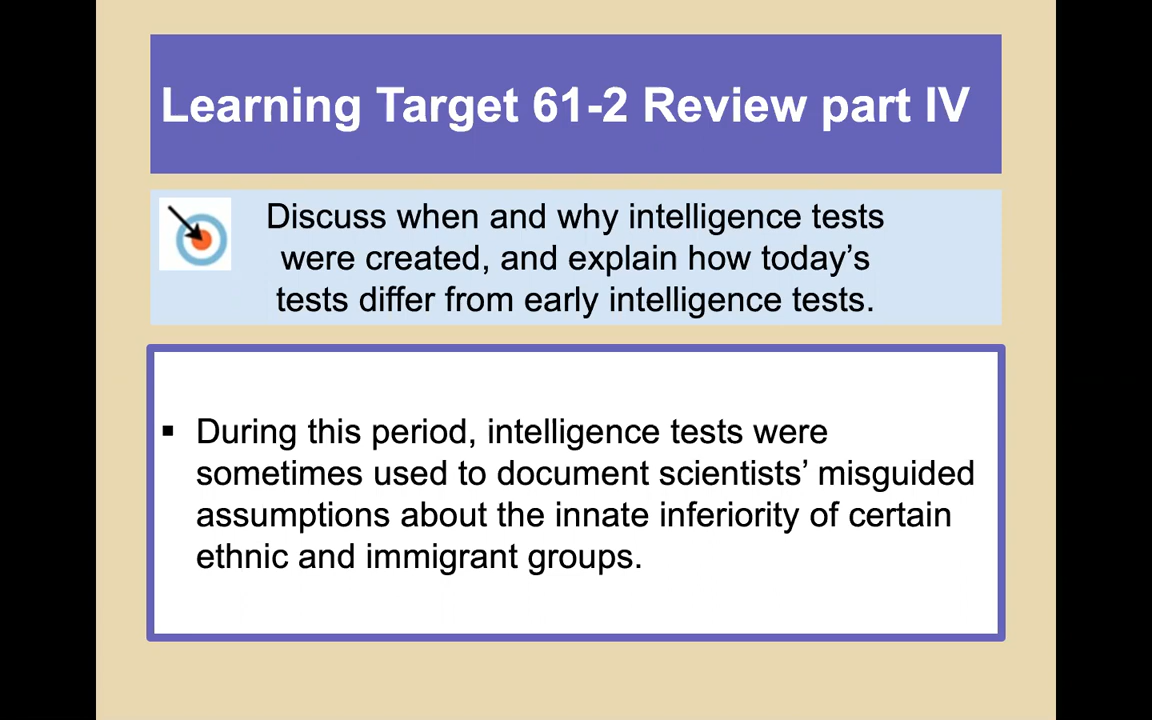 Learning Target 61-2 Review part IV
Discuss when and why intelligence tests
were created, and explain how today’s
tests differ from early intelligence tests.
▪ During this period, intelligence tests were
sometimes used to document scientists’ misguided
assumptions about the innate inferiority of certain
ethnic and immigrant groups.